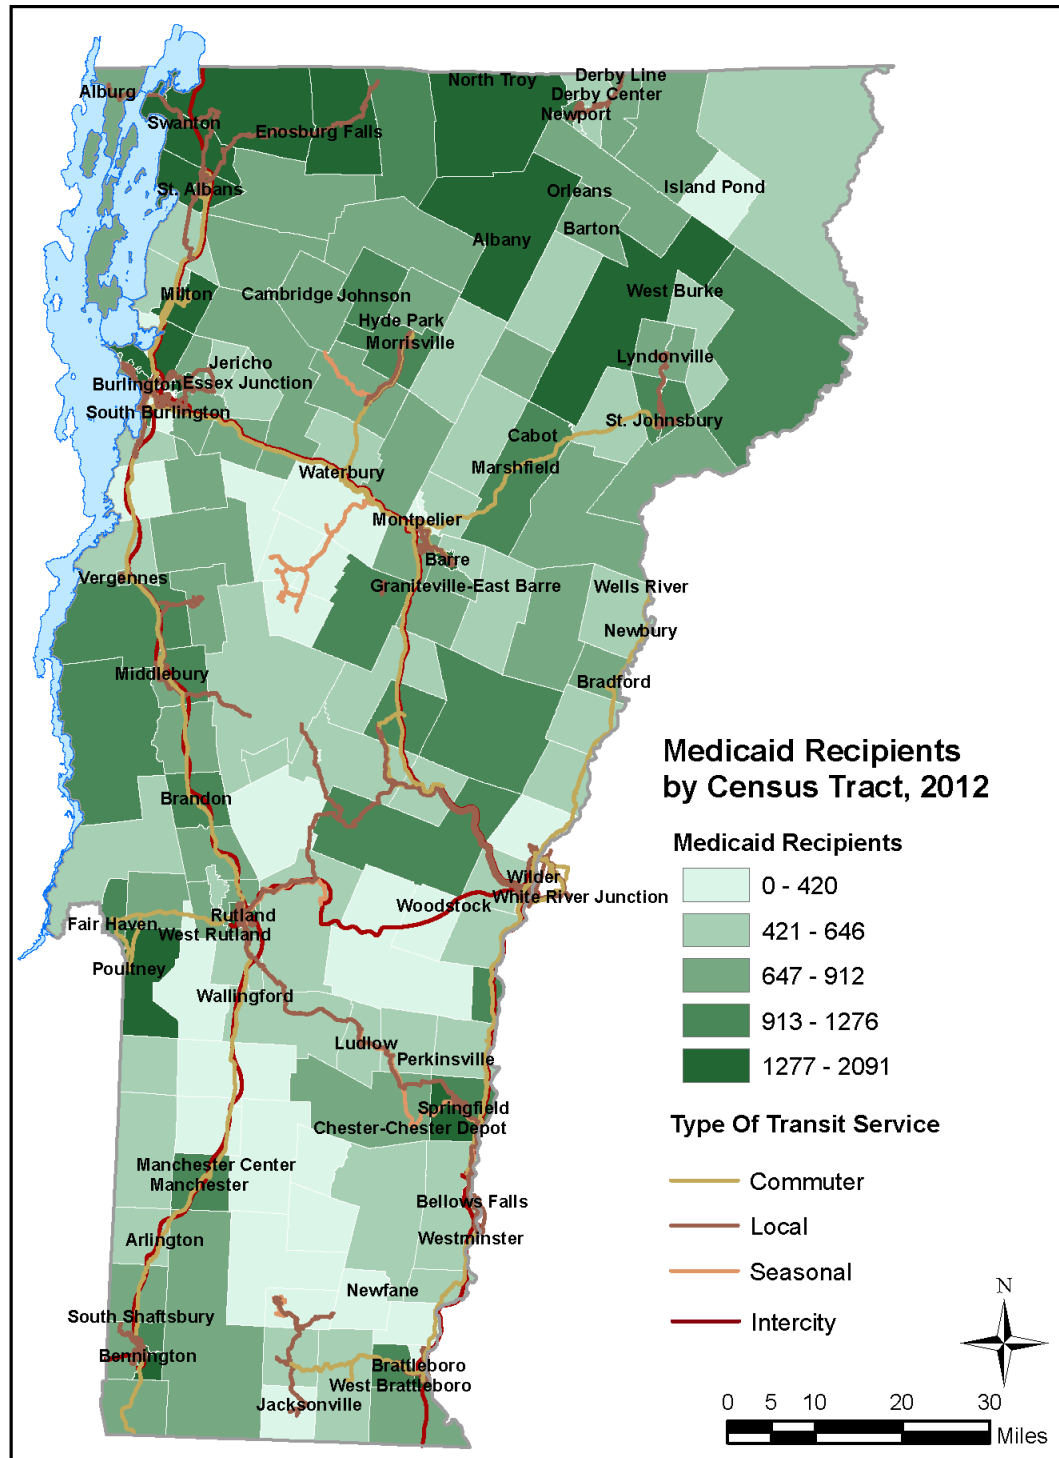 North Troy
Derby Line
Alburg
Derby Center
Newport
Swanton
Enosburg Falls
St. Albans
Orleans
Island Pond
Barton
Albany
Milton
Cambridge
Johnson
West Burke
Hyde Park
Morrisville
Jericho
Lyndonville
Burlington
Essex Junction
South Burlington
St. Johnsbury
Cabot
Waterbury
Marshfield
Montpelier
Barre
Vergennes
Graniteville-East Barre
Wells River
Newbury
Middlebury
Bradford
Medicaid Recipients
by Census Tract, 2012
Brandon
Medicaid Recipients
0 - 420
421 - 646
647 - 912
913 - 1276
1277 - 2091
Wilder
White River Junction
Woodstock
Rutland
Fair Haven
West Rutland
Poultney
Wallingford
Ludlow
Perkinsville
Springfield
Chester-Chester Depot
Type Of Transit Service
Commuter
Local
Seasonal
Intercity
Manchester Center
Manchester
Bellows Falls
Arlington
Westminster
Newfane
South Shaftsbury
Bennington
Brattleboro
West Brattleboro
Jacksonville
N
0 5 10 20 30
Miles